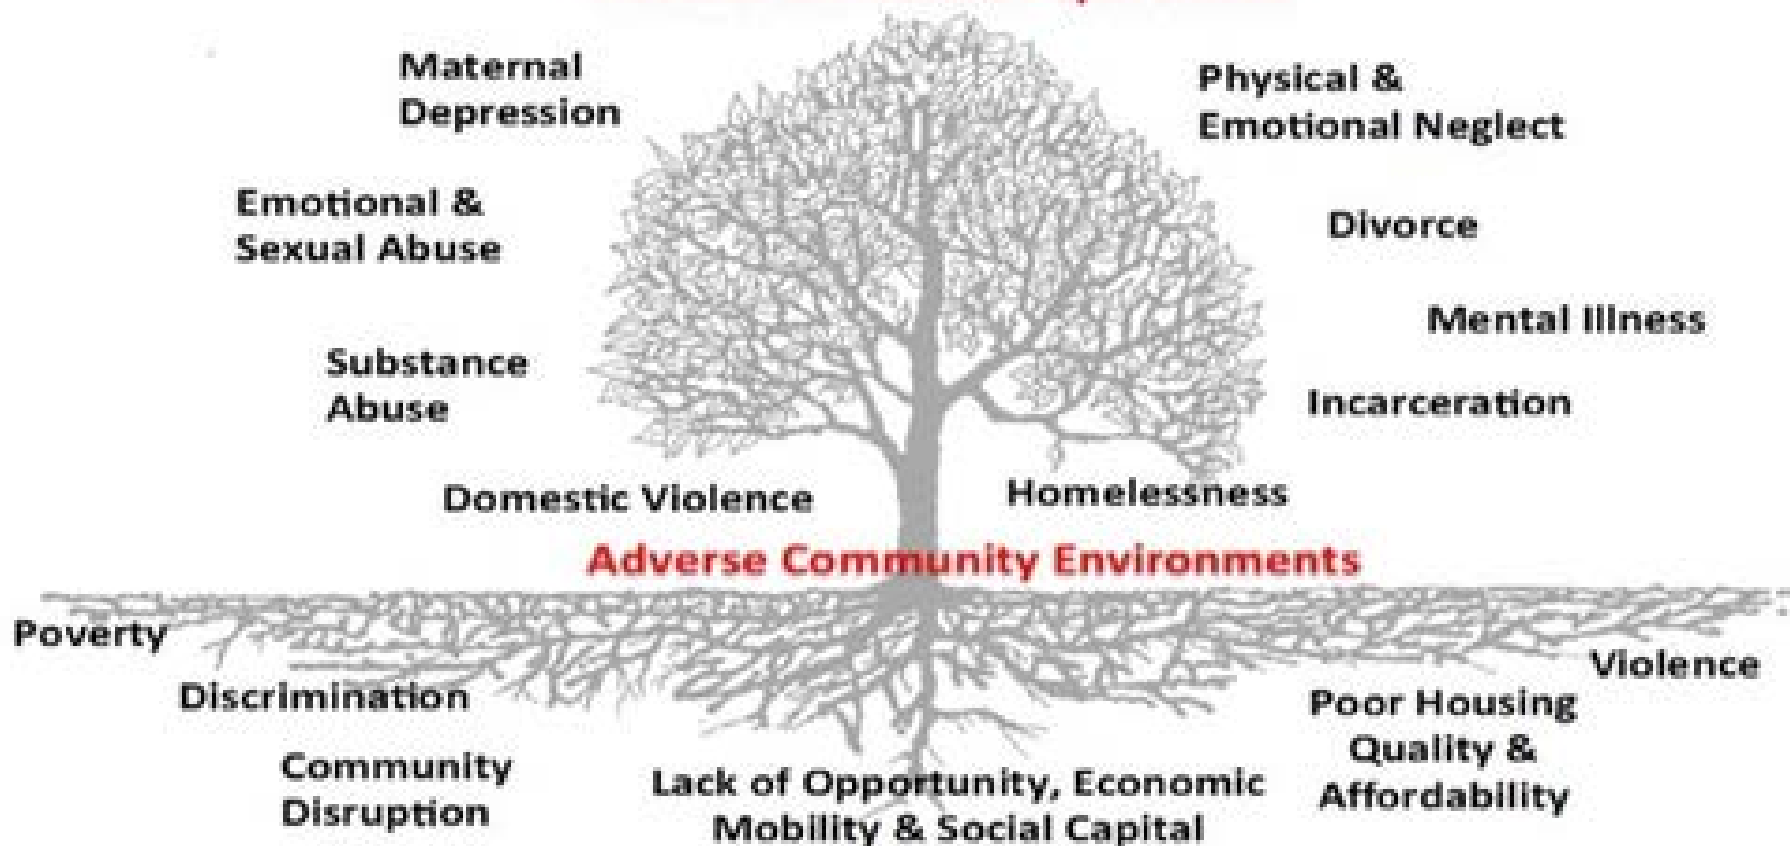 Maternal
Depression
Physical &
Emotional Neglect
Emotional &
Sexual Abuse
Divorce
Mental Illness
Substance
Abuse
Incarceration
Domestic Violence
Homelessness
Adverse Community Environments
Poverty
Violence
Discrimination
Poor Housing
Quality &
Affordability
Community
Disruption
Lack of Opportunity, Economic
Mobility & Social Capital